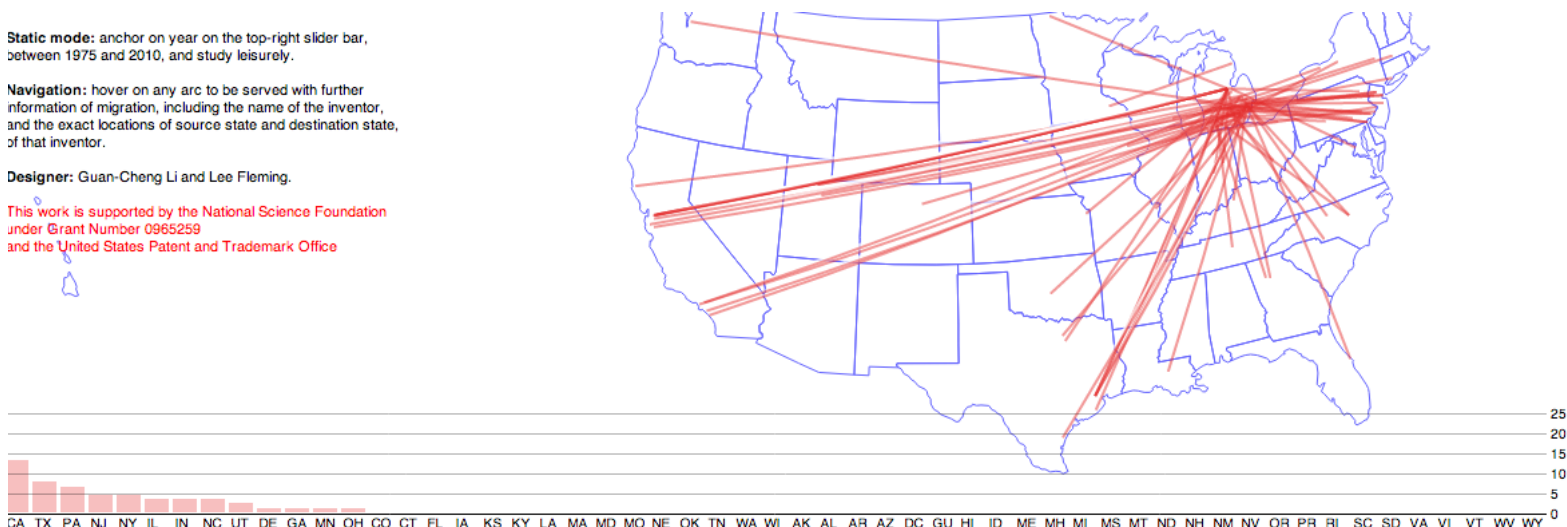 Static mode: anchor on year on the top-right slider bar,
between 1975 and 2010, and study leisurely.
Navigation: hover on any arc to be served with further
information of migration, including the name of the inventor,
and the exact locations of source state and destination state,
of that inventor.
Designer: Guan-Cheng Li and Lee Fleming.
This work is supported by the National Science Foundation
under Grant Number 0965259
and the United States Patent and Trademark Office
25
20
15
10
5
0
CA TX PA NJ NY IL IN NC UT DE GA MN OH CO CT FL IA KS KY LA MA MD MO NE OK TN WA WI AK AL AR AZ DC GU HI ID ME MH MI MS MT ND NH NM NV OR PR RI SC SD VA VI VT WV WY